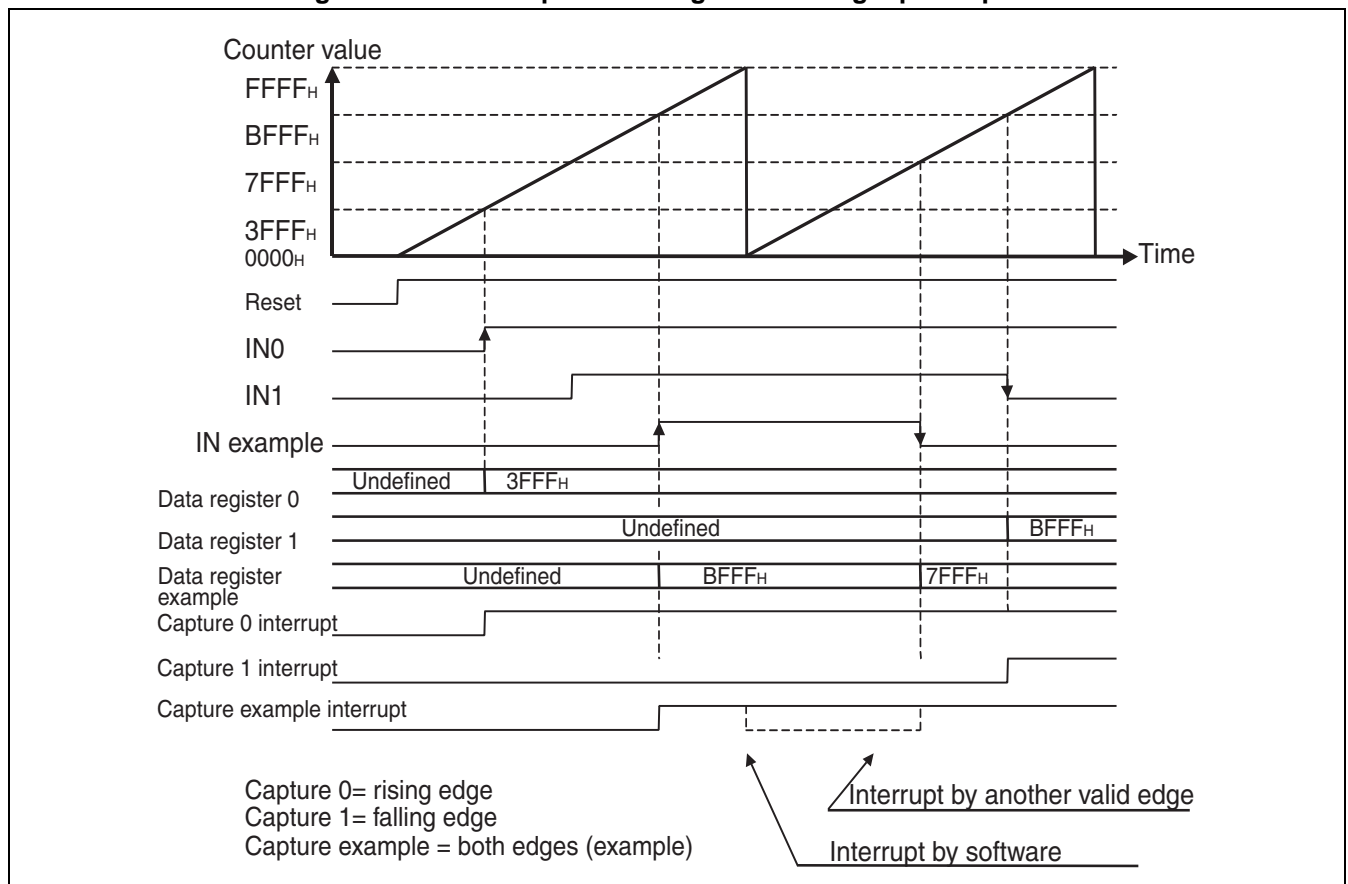 Counter value
FFFFH
BFFFH
7FFFH
3FFFH
0000H
Time
Reset
IN0
IN1
IN example
Undefined 3FFFH
Data register 0
Undefined BFFFH
Data register 1
Data register example
Undefined BFFFH 7FFFH
Capture 0 interrupt
Capture 1 interrupt
Capture example interrupt
Capture 0= rising edge
Capture 1= falling edge
Capture example = both edges (example)
Interrupt by another valid edge
Interrupt by software